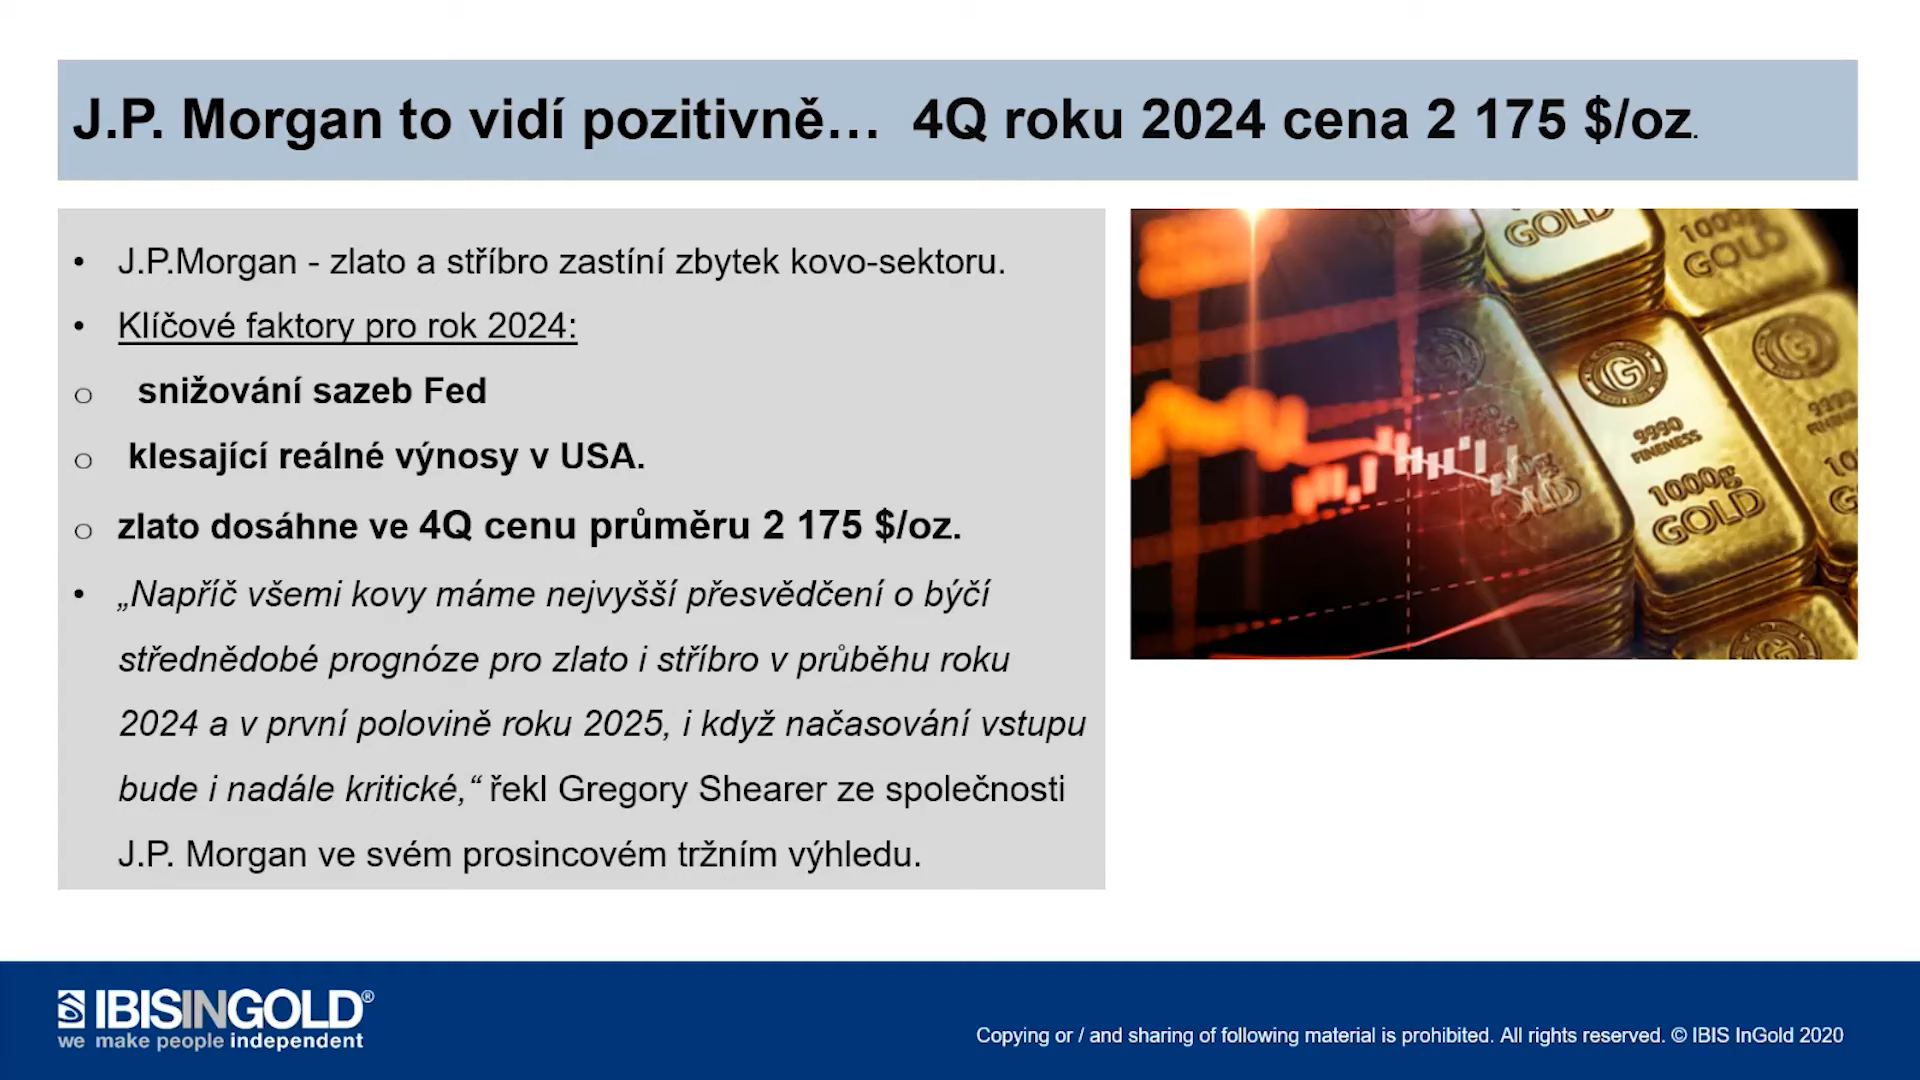 J.P. Morgan to vidí pozitivně… 4Q roku 2024 cena 2 175 $/oz.
• J.P.Morgan - zlato a stříbro zastíní zbytek kovo-sektoru.
• Klíčové faktory pro rok 2024:
o snižování sazeb Fed
o klesající reálné výnosy v USA.
o zlato dosáhne ve 4Q cenu průměru 2 175 $/oz.
• „Napříč všemi kovy máme nejvyšší přesvědčení o býčí
střednědobé prognóze pro zlato i stříbro v průběhu roku
2024 a v první polovině roku 2025, i když načasování vstupu
bude i nadále kritické,“ řekl Gregory Shearer ze společnosti
J.P. Morgan ve svém prosincovém tržním výhledu.
GOLD
1000g
GOLD
G
9990
FINENESS
1000g
GOLD
IBISINGOLD®
we make people independent
Copying or / and sharing of following material is prohibited. All rights reserved. © IBIS InGold 2020